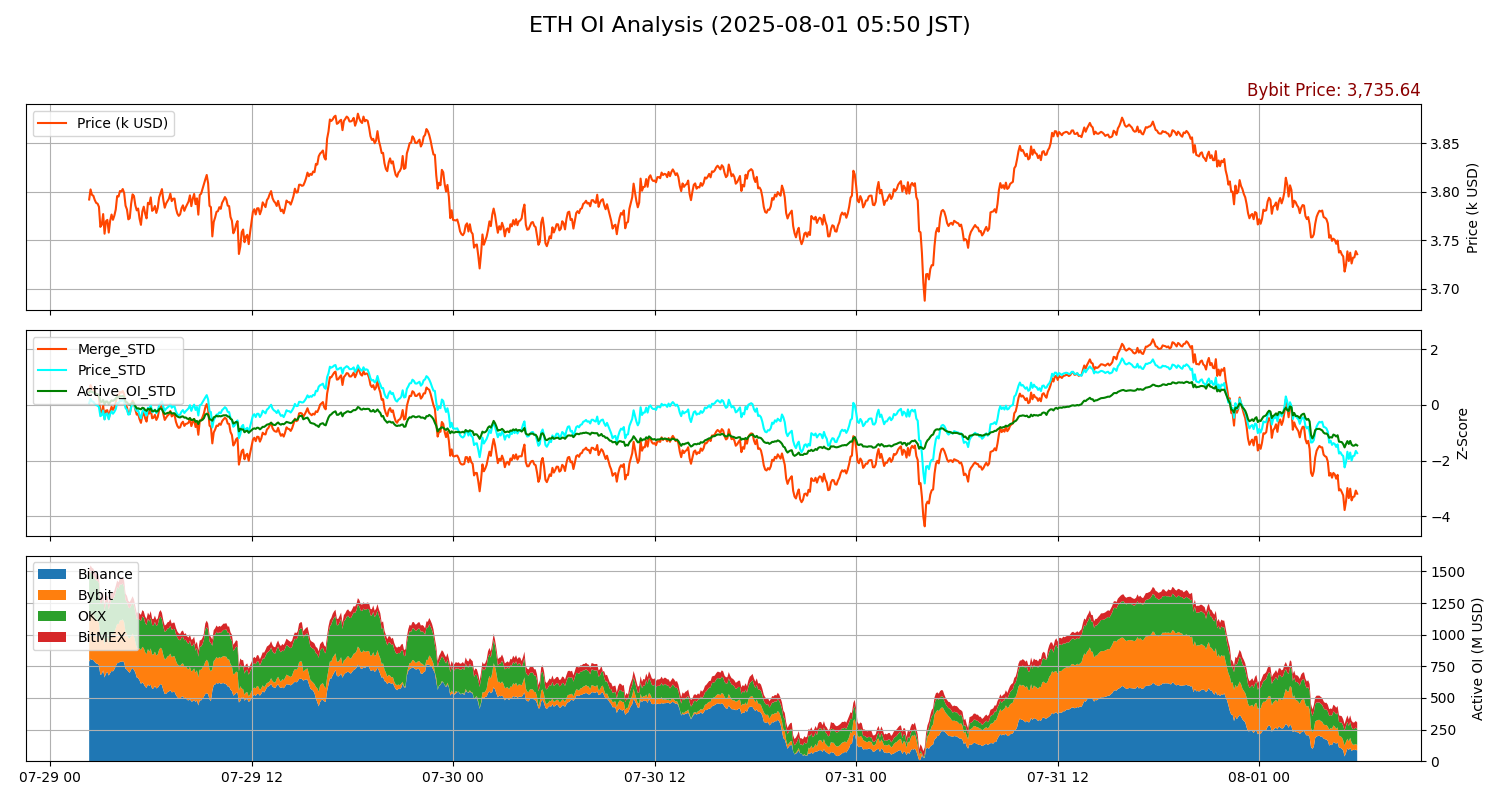 ETH OI Analysis (2025-08-01 05:50 JST)
Bybit Price: 3,735.64
Price (k USD)
3.85
3.80
3.75
3.70
Price (k USD)
Merge_STD
Price_STD
Active_OI_STD
2
0
−2
−4
Z-Score
Binance
Bybit
OKX
BitMEX
1500
1250
1000
750
500
250
0
Active OI (M USD)
07-29 00
07-29 12
07-30 00
07-30 12
07-31 00
07-31 12
08-01 00